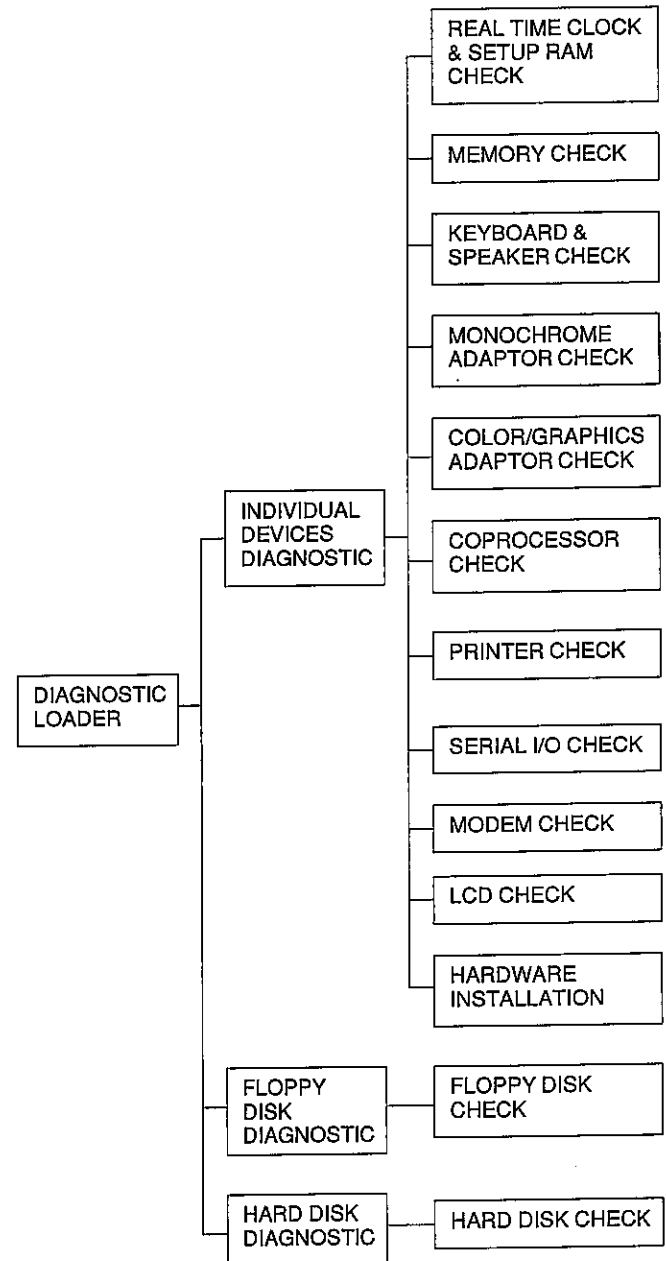 REAL TIME CLOCK
& SETUP RAM
CHECK
MEMORY CHECK
KEYBOARD &
SPEAKER CHECK
MONOCHROME
ADAPTOR CHECK
COLOR/GRAPHICS
ADAPTOR CHECK
INDIVIDUAL
DEVICES
DIAGNOSTIC
COPROCESSOR
CHECK
PRINTER CHECK
DIAGNOSTIC
LOADER
SERIAL I/O CHECK
MODEM CHECK
LCD CHECK
HARDWARE
INSTALLATION
FLOPPY
DISK
DIAGNOSTIC
FLOPPY DISK
CHECK
HARD DISK
DIAGNOSTIC
HARD DISK CHECK